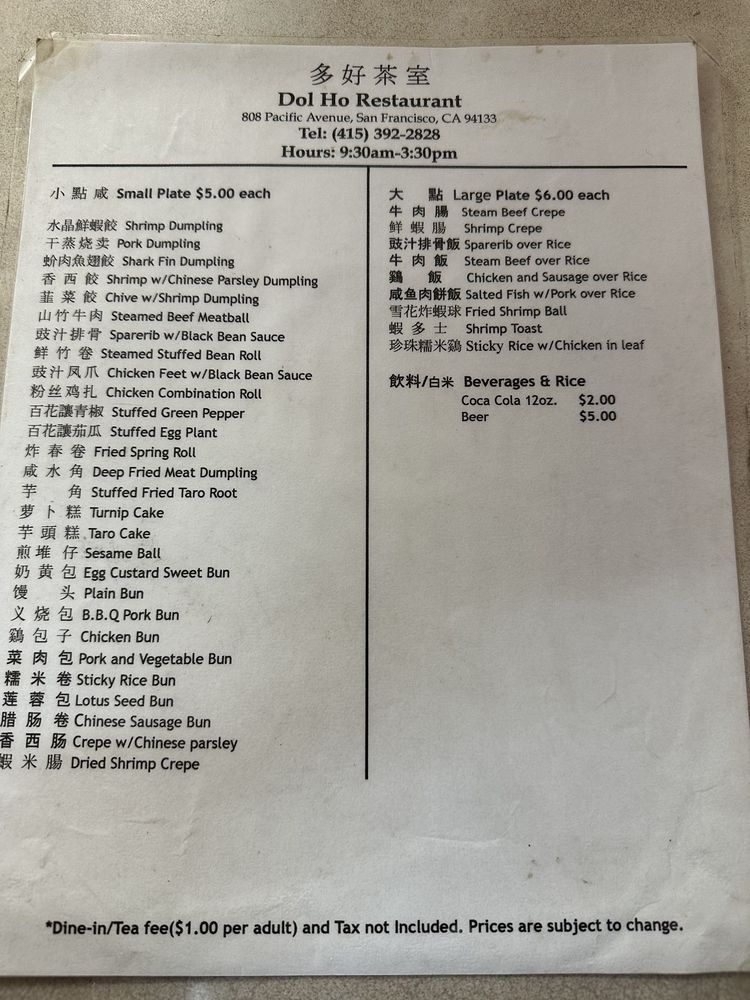 多好茶室
Dol Ho Restaurant
808 Pacific Avenue, San Francisco, CA 94133
Tel: (415) 392-2828
Hours: 9:30am-3:30pm
小點咸 Small Plate $5.00 each
水晶鮮蝦餃 Shrimp Dumpling
干蒸烧卖 Pork Dumpling
蚧肉魚翅餃 Shark Fin Dumpling
香西餃 Shrimp w/Chinese Parsley Dumpling
韮菜餃 Chive w/Shrimp Dumpling
山竹牛肉 Steamed Beef Meatball
豉汁排骨 Sparerib w/Black Bean Sauce
鮮竹卷 Steamed Stuffed Bean Roll
豉汁凤爪 Chicken Feet w/Black Bean Sauce
粉丝鸡扎 Chicken Combination Roll
百花讓青椒 Stuffed Green Pepper
百花讓茄瓜 Stuffed Egg Plant
炸春卷 Fried Spring Roll
咸水角 Deep Fried Meat Dumpling
芋角 Stuffed Fried Taro Root
萝卜糕 Turnip Cake
芋頭糕 Taro Cake
煎堆仔 Sesame Ball
奶黄包 Egg Custard Sweet Bun
馒头 Plain Bun
义烧包 B.B.Q Pork Bun
鷄包子 Chicken Bun
菜肉包 Pork and Vegetable Bun
糯米卷 Sticky Rice Bun
莲蓉包 Lotus Seed Bun
腊肠卷 Chinese Sausage Bun
香西肠 Crepe w/Chinese parsley
蝦米腸 Dried Shrimp Crepe
大點 Large Plate $6.00 each
牛肉腸 Steam Beef Crepe
鮮蝦腸 Shrimp Crepe
豉汁排骨飯 Sparerib over Rice
牛肉飯 Steam Beef over Rice
鷄飯 Chicken and Sausage over Rice
咸鱼肉餅飯 Salted Fish w/Pork over Rice
雪花炸蝦球 Fried Shrimp Ball
蝦多士 Shrimp Toast
珍珠糯米鷄 Sticky Rice w/Chicken in leaf
飲料/白米 Beverages & Rice
Coca Cola 12oz. $2.00
Beer $5.00
*Dine-in/Tea fee($1.00 per adult) and Tax not Included. Prices are subject to change.